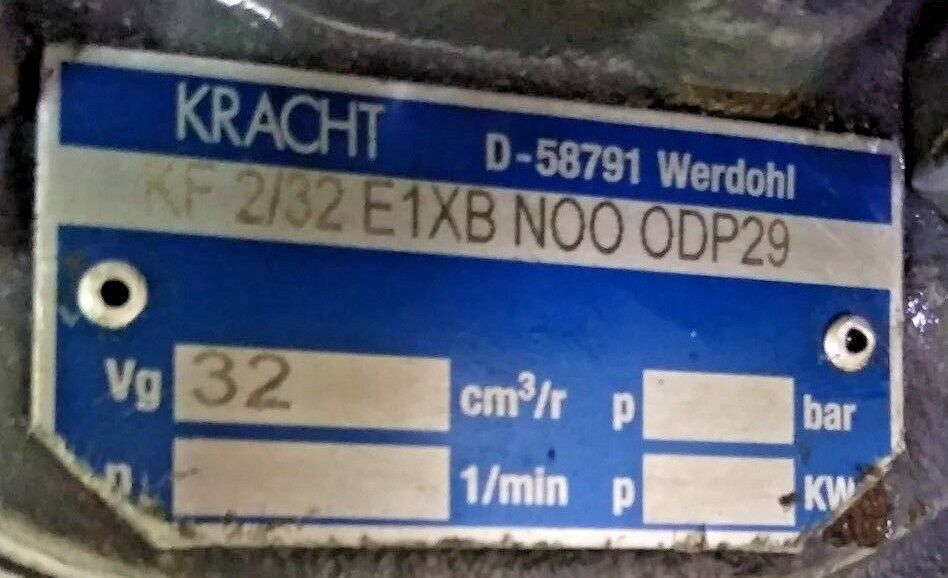 KRACHT D-58791 Werdohl
KF 2/32 E1XB NOO ODP29
Vg 32 cm³/r p bar
n 1/min p KW